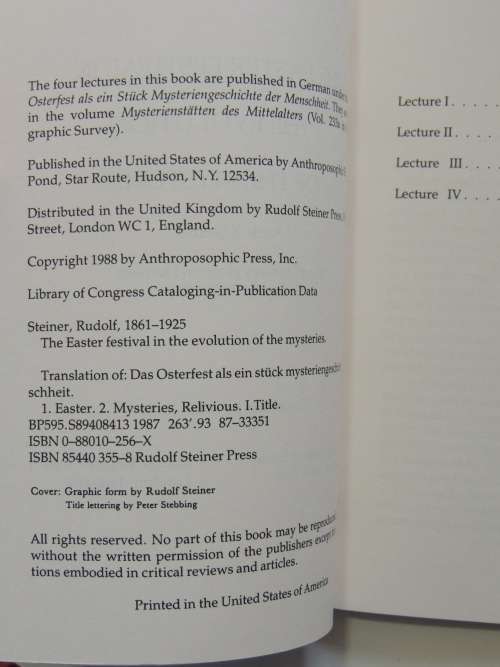 The four lectures in this book are published in German under
Osterfest als ein Stück Mysteriengeschichte der Menschheit. They
in the volume Mysterienstätten des Mittelalters (Vol. 233a
graphic Survey).
Published in the United States of America by Anthroposophic
Pond, Star Route, Hudson, N.Y. 12534.
Distributed in the United Kingdom by Rudolf Steiner Press,
Street, London WC 1, England.
Copyright 1988 by Anthroposophic Press, Inc.
Library of Congress Cataloging-in-Publication Data
Steiner, Rudolf, 1861–1925
The Easter festival in the evolution of the mysteries.
Translation of: Das Osterfest als ein stück mysteriengeschich
schheit.
1. Easter. 2. Mysteries, Relivious. I.Title.
BP595.S89408413 1987 263'.93 87–33351
ISBN 0–88010–256–X
ISBN 85440 355–8 Rudolf Steiner Press
Cover: Graphic form by Rudolf Steiner
Title lettering by Peter Stebbing
All rights reserved. No part of this book may be reproduced
without the written permission of the publishers except
tions embodied in critical reviews and articles.
Printed in the United States of America
Lecture I . . . .
Lecture II . . . .
Lecture III . . . .
Lecture IV . . . .